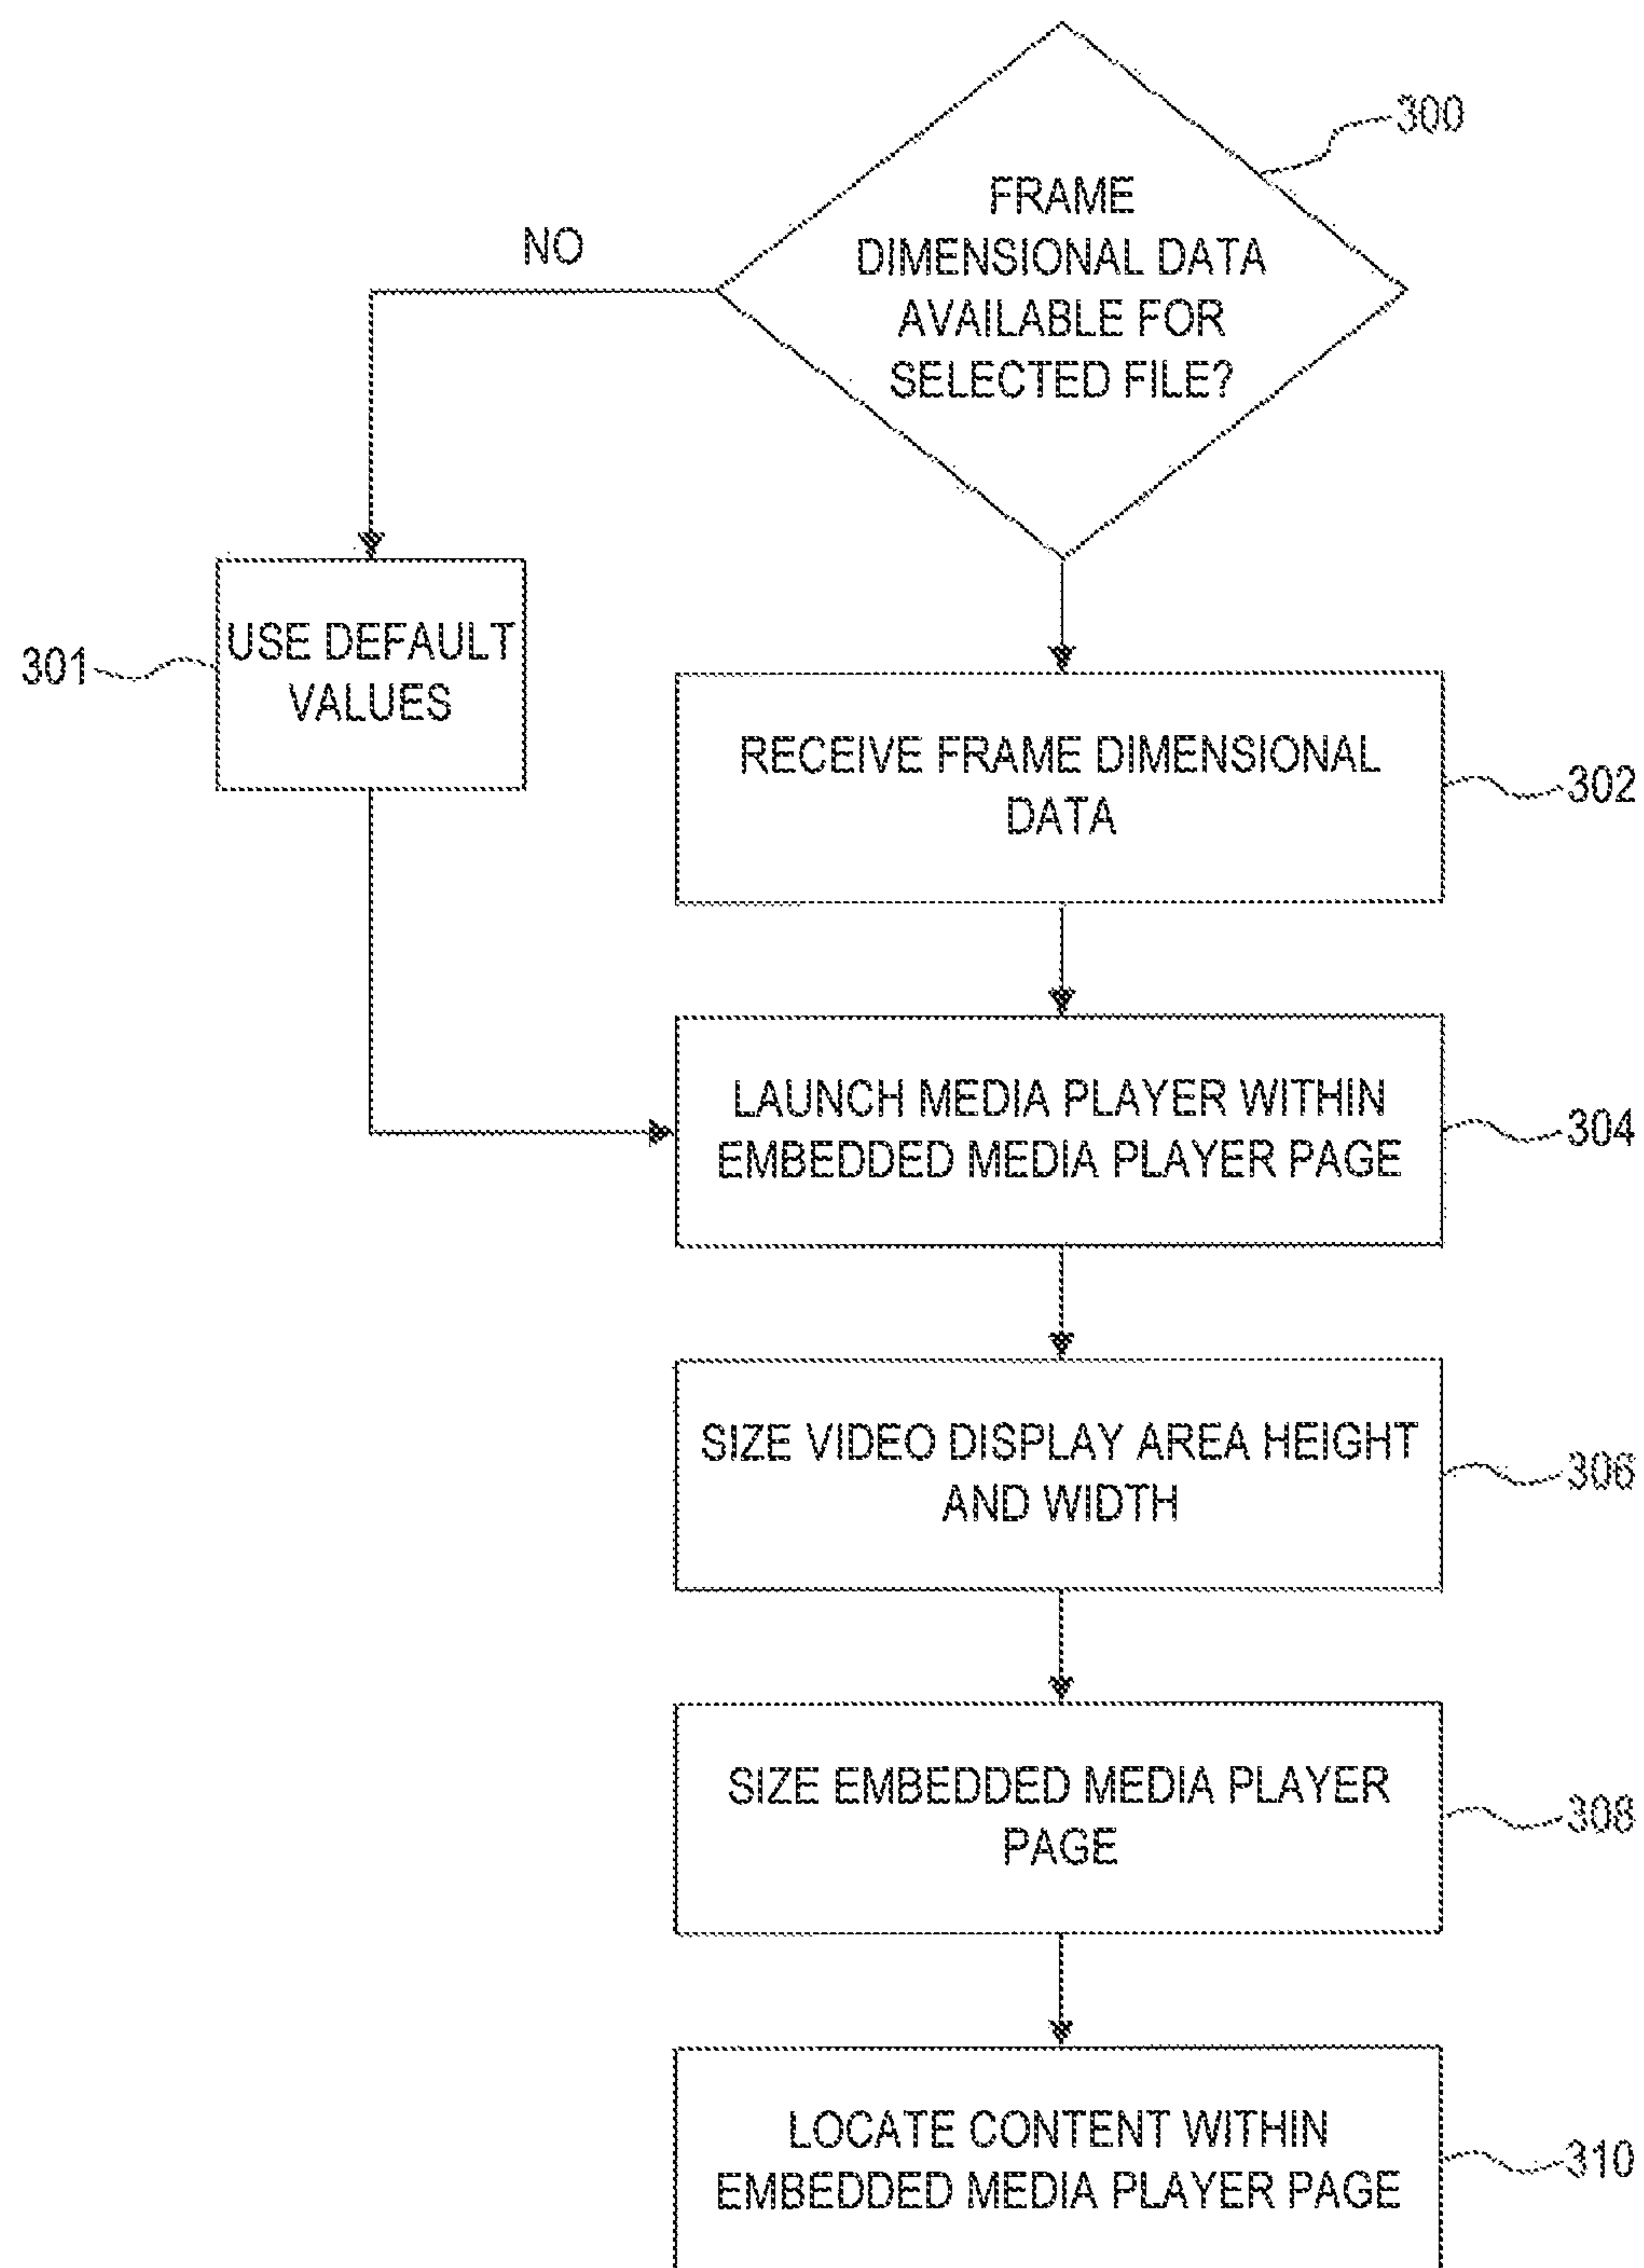 300
FRAME
DIMENSIONAL DATA
AVAILABLE FOR
SELECTED FILE?
NO
301
USE DEFAULT
VALUES
RECEIVE FRAME DIMENSIONAL
DATA
302
LAUNCH MEDIA PLAYER WITHIN
EMBEDDED MEDIA PLAYER PAGE
304
SIZE VIDEO DISPLAY AREA HEIGHT
AND WIDTH
306
SIZE EMBEDDED MEDIA PLAYER
PAGE
308
LOCATE CONTENT WITHIN
EMBEDDED MEDIA PLAYER PAGE
310